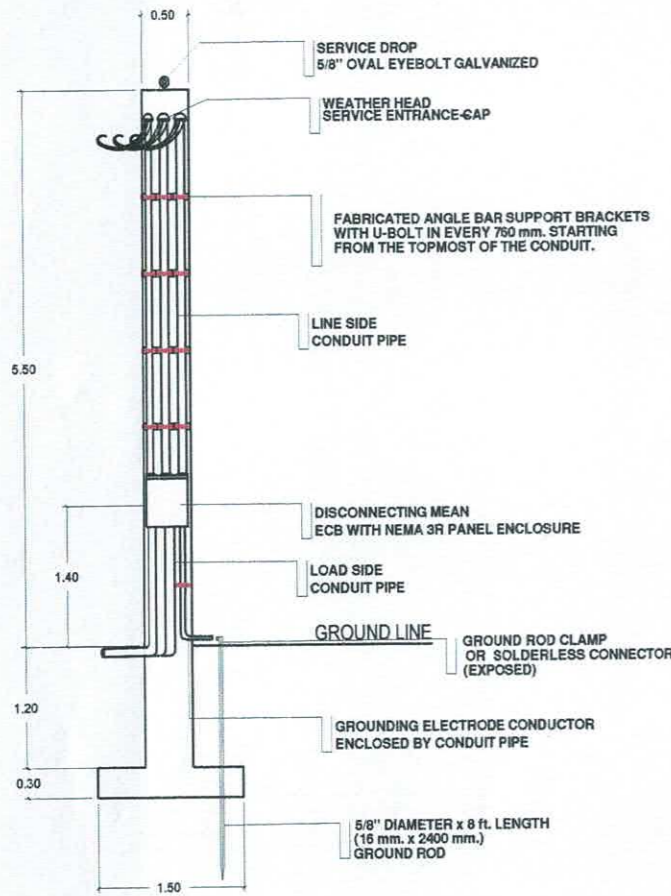 0.50
SERVICE DROP
5/8" OVAL EYEBOLT GALVANIZED
WEATHER HEAD
SERVICE ENTRANCE-CAP
FABRICATED ANGLE BAR SUPPORT BRACKETS
WITH U-BOLT IN EVERY 760 mm. STARTING
FROM THE TOPMOST OF THE CONDUIT.
LINE SIDE
CONDUIT PIPE
5.50
DISCONNECTING MEAN
ECB WITH NEMA 3R PANEL ENCLOSURE
1.40
LOAD SIDE
CONDUIT PIPE
GROUND LINE
GROUND ROD CLAMP
OR SOLDERLESS CONNECTOR
(EXPOSED)
1.20
GROUNDING ELECTRODE CONDUCTOR
ENCLOSED BY CONDUIT PIPE
0.30
5/8" DIAMETER x 8 ft. LENGTH
(16 mm. x 2400 mm.)
GROUND ROD
1.50